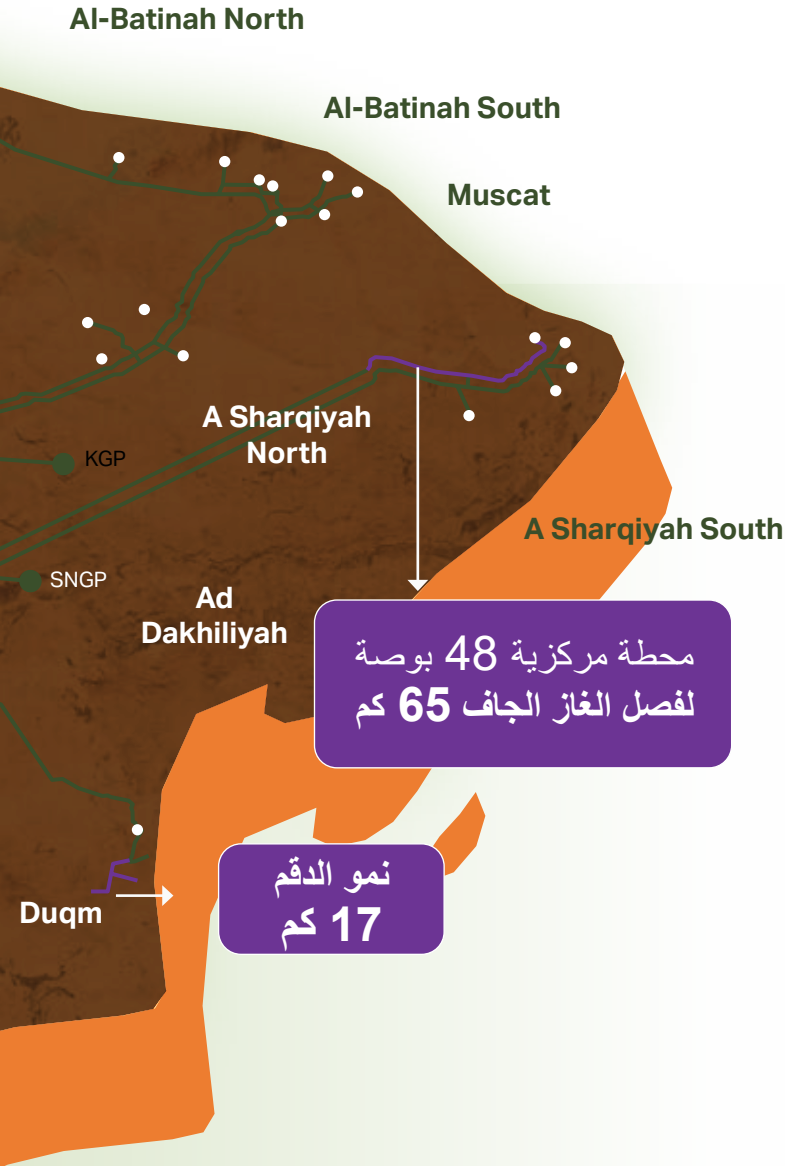 Al-Batinah North
Al-Batinah South
Muscat
A Sharqiyah
North
KGP
A Sharqiyah South
SNGP
Ad
Dakhiliyah
محطة مركزية 48 بوصة
لفصل الغاز الجاف 65 كم
نمو الدقم
17 كم
Duqm